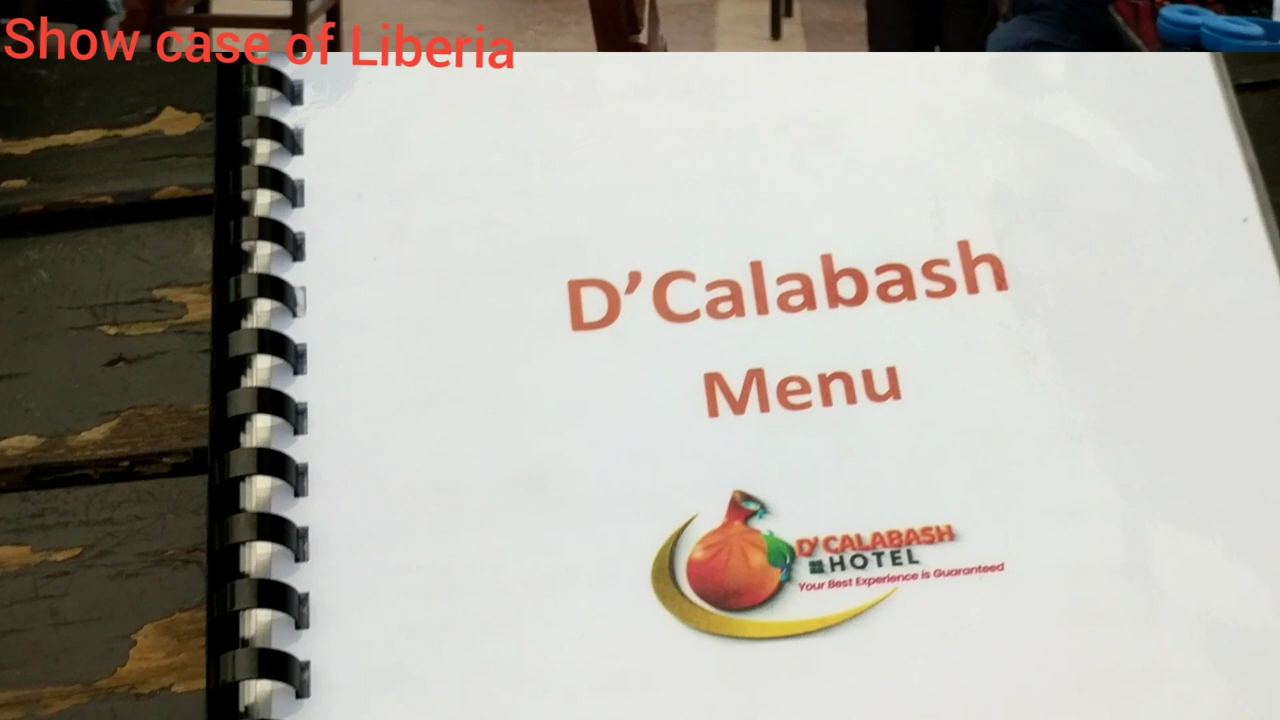 Show case of Liberia
D'Calabash
Menu
D'CALABASH
HOTEL
Your Best Experience is Guaranteed